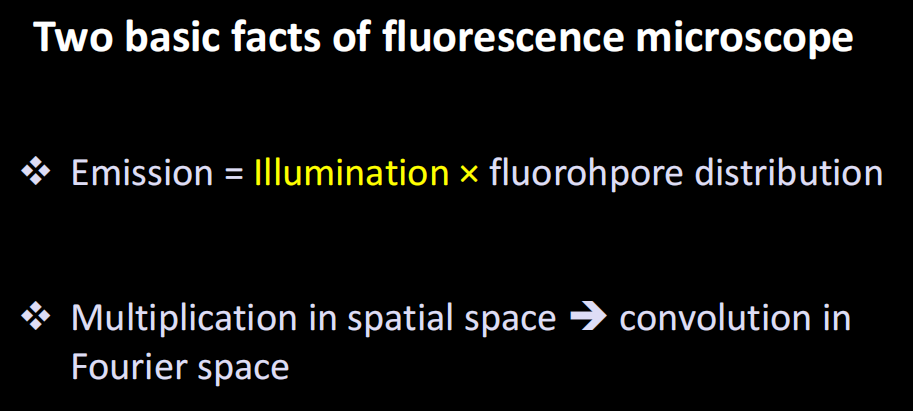 Two basic facts of fluorescence microscope
❖ Emission = Illumination × fluorohpore distribution
❖ Multiplication in spatial space ➔ convolution in
Fourier space